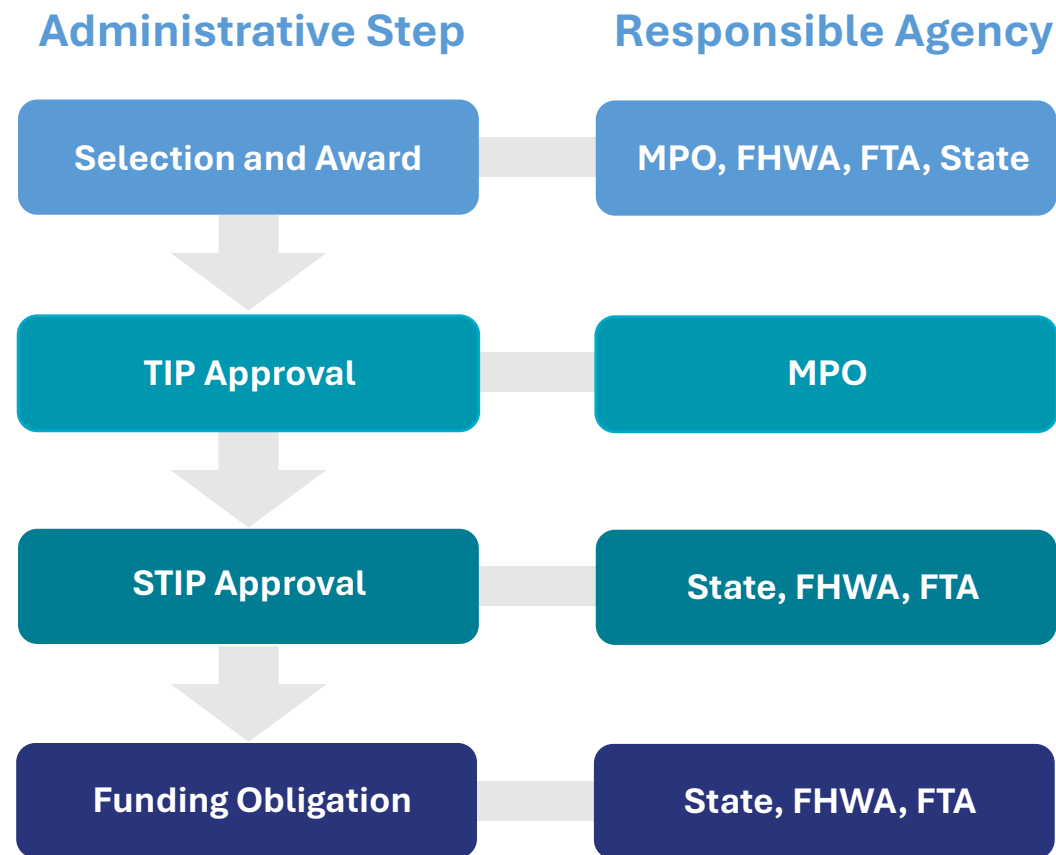 Administrative Step
Responsible Agency
Selection and Award
MPO, FHWA, FTA, State
TIP Approval
MPO
STIP Approval
State, FHWA, FTA
Funding Obligation
State, FHWA, FTA